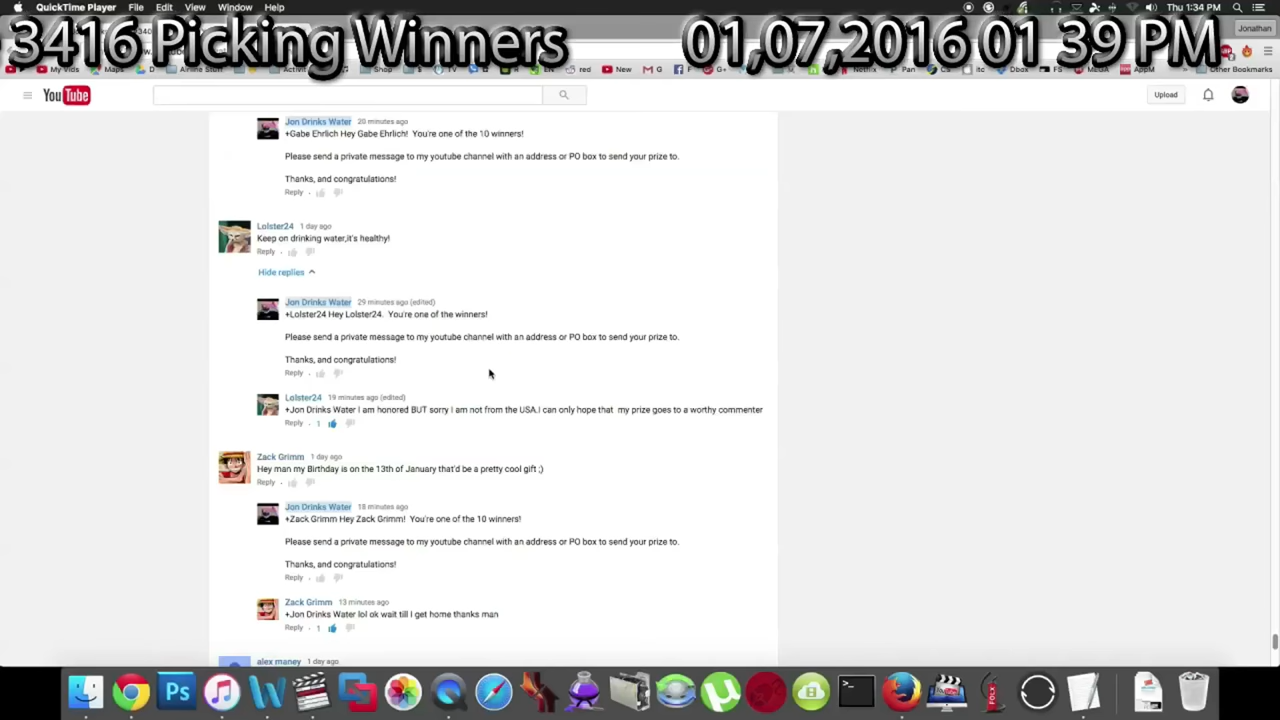 QuickTime Player File Edit View Window Help
Thu 1:34 PM
3416 Picking Winners
01,07,2016 01 39 PM
Jonathan
My Vids Maps Airline Stuff Shop TV red New G F G+ Netflix Pan Cs itc Dbox FS MEGA AppM Other Bookmarks
YouTube
Upload
Jon Drinks Water 20 minutes ago
+Gabe Ehrlich Hey Gabe Ehrlich! You're one of the 10 winners!
Please send a private message to my youtube channel with an address or PO box to send your prize to.
Thanks, and congratulations!
Reply
Lolster24 1 day ago
Keep on drinking water,it's healthy!
Reply
Hide replies
Jon Drinks Water 29 minutes ago (edited)
+Lolster24 Hey Lolster24. You're one of the winners!
Please send a private message to my youtube channel with an address or PO box to send your prize to.
Thanks, and congratulations!
Reply
Lolster24 19 minutes ago (edited)
+Jon Drinks Water I am honored BUT sorry I am not from the USA.I can only hope that my prize goes to a worthy commenter
Reply 1
Zack Grimm 1 day ago
Hey man my Birthday is on the 13th of January that'd be a pretty cool gift ;)
Reply
Jon Drinks Water 18 minutes ago
+Zack Grimm Hey Zack Grimm! You're one of the 10 winners!
Please send a private message to my youtube channel with an address or PO box to send your prize to.
Thanks, and congratulations!
Reply
Zack Grimm 13 minutes ago
+Jon Drinks Water lol ok wait till I get home thanks man
Reply 1
alex maney 1 day ago
Ps